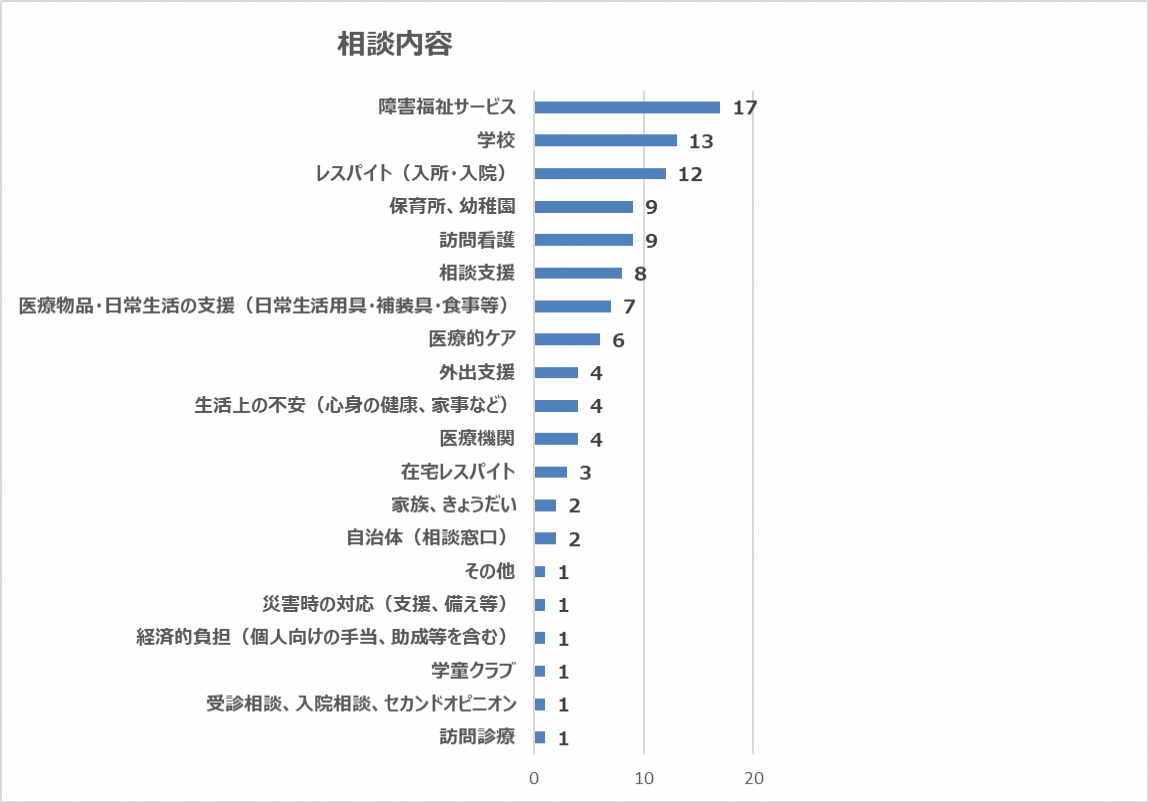 相談内容
障害福祉サービス 17
学校 13
レスパイト（入所・入院） 12
保育所、幼稚園 9
訪問看護 9
相談支援 8
医療物品・日常生活の支援（日常生活用具・補装具・食事等） 7
医療的ケア 6
外出支援 4
生活上の不安（心身の健康、家事など） 4
医療機関 4
在宅レスパイト 3
家族、きょうだい 2
自治体（相談窓口） 2
その他 1
災害時の対応（支援、備え等） 1
経済的負担（個人向けの手当、助成等を含む） 1
学童クラブ 1
受診相談、入院相談、セカンドオピニオン 1
訪問診療 1
0 10 20